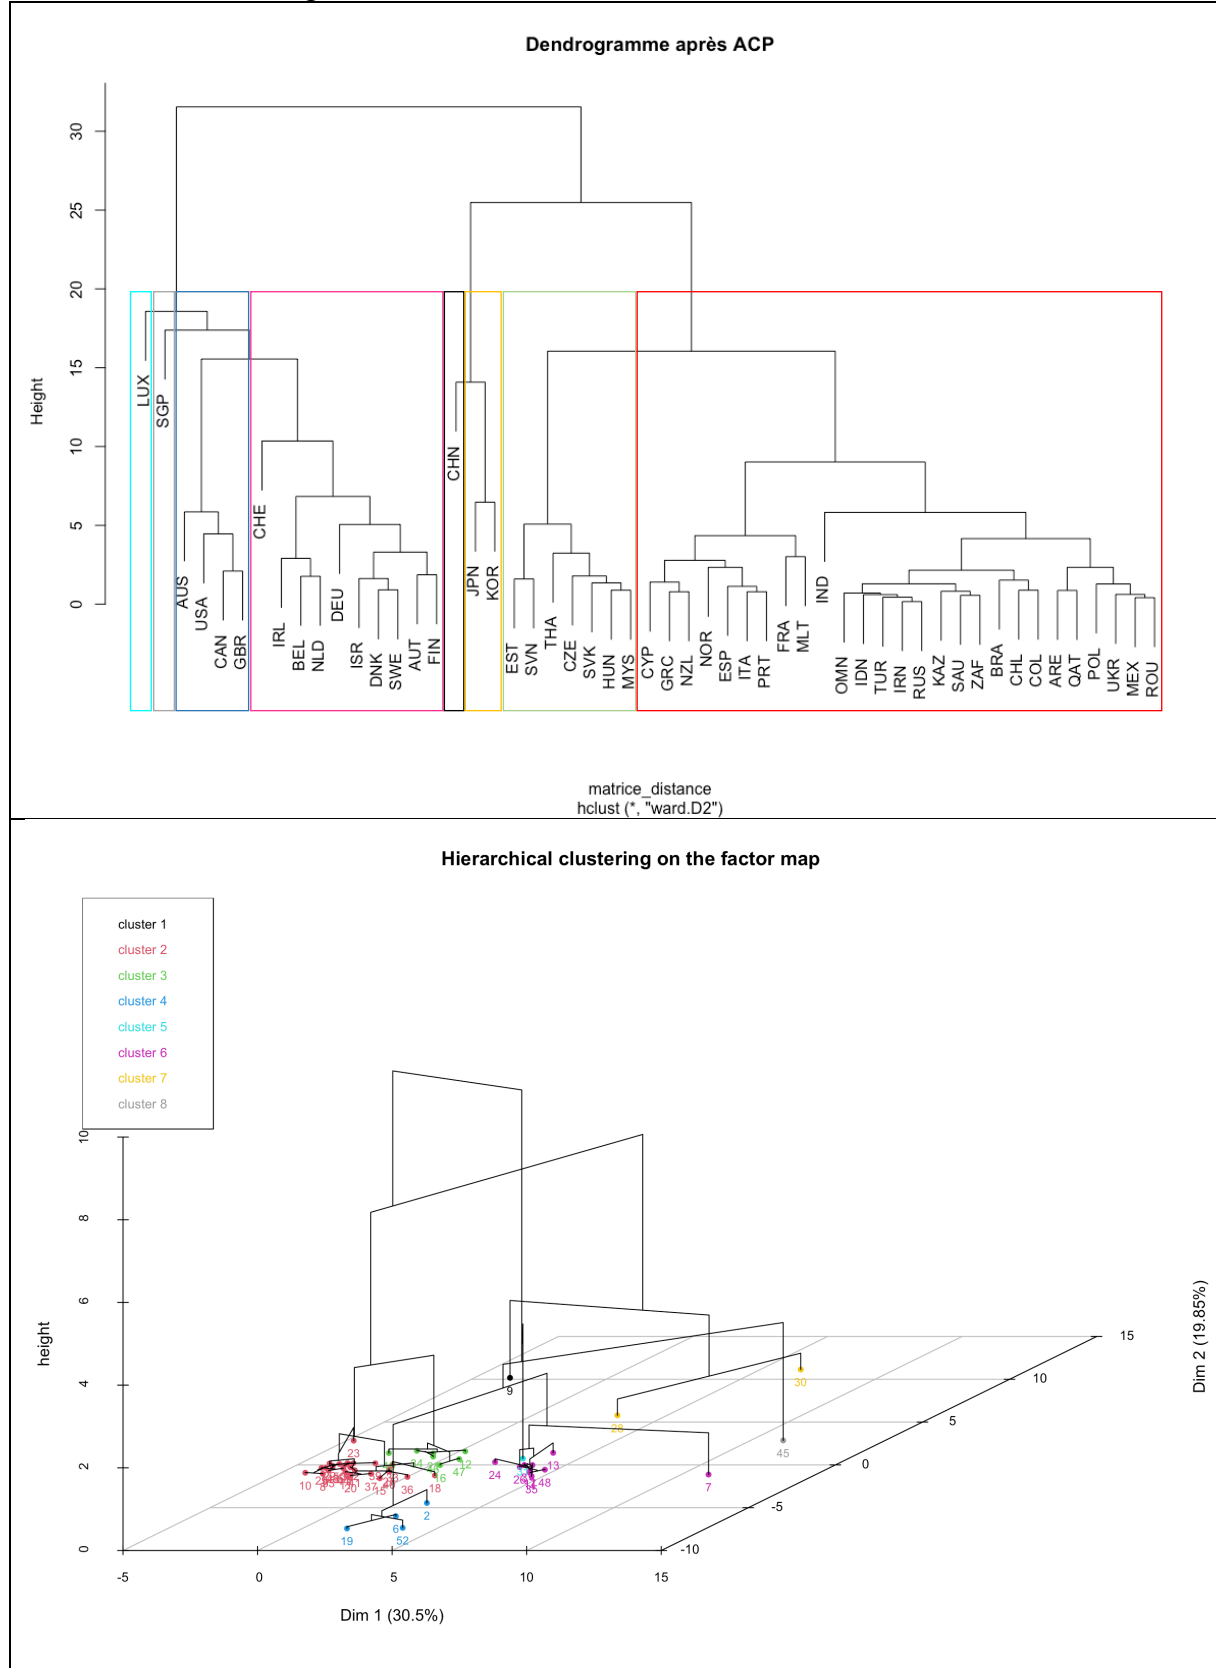 Dendrogramme après ACP
Height
30
25
20
15
10
5
0
LUX
SGP
AUS
USA
CAN
GBR
CHE
IRL
BEL
NLD
DEU
ISR
DNK
SWE
AUT
FIN
CHN
JPN
KOR
EST
SVN
THA
CZE
SVK
HUN
MYS
CYP
GRC
NZL
NOR
ESP
ITA
PRT
FRA
MLT
IND
OMN
IDN
TUR
IRN
RUS
KAZ
SAU
ZAF
BRA
CHL
COL
ARE
QAT
POL
UKR
MEX
ROU
matrice_distance
hclust (*, "ward.D2")
Hierarchical clustering on the factor map
cluster 1
cluster 2
cluster 3
cluster 4
cluster 5
cluster 6
cluster 7
cluster 8
height
10
8
6
4
2
0
-5
0
5
10
15
Dim 1 (30.5%)
-10
-5
0
5
10
15
Dim 2 (19.85%)
9
30
28
45
23
10
20
37
15
36
18
16
47
12
24
13
48
35
7
2
6
19
52